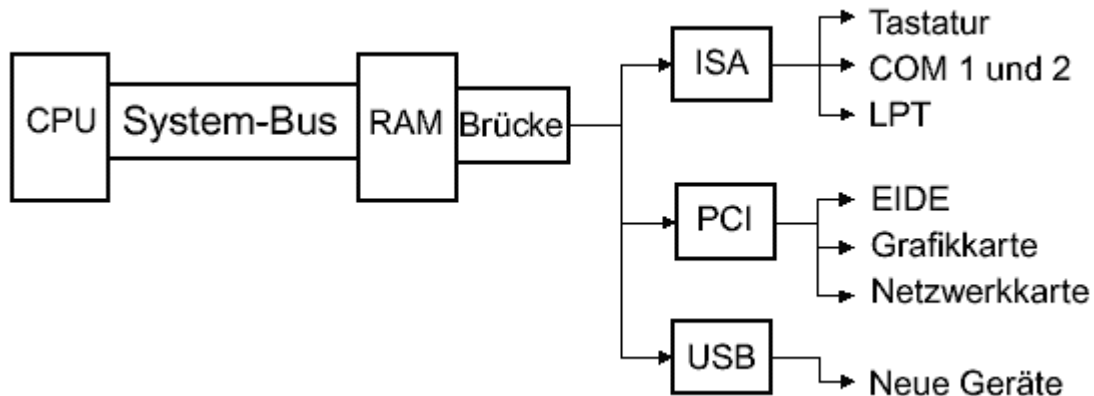 CPU
System-Bus
RAM
Brücke
ISA
Tastatur
COM 1 und 2
LPT
PCI
EIDE
Grafikkarte
Netzwerkkarte
USB
Neue Geräte